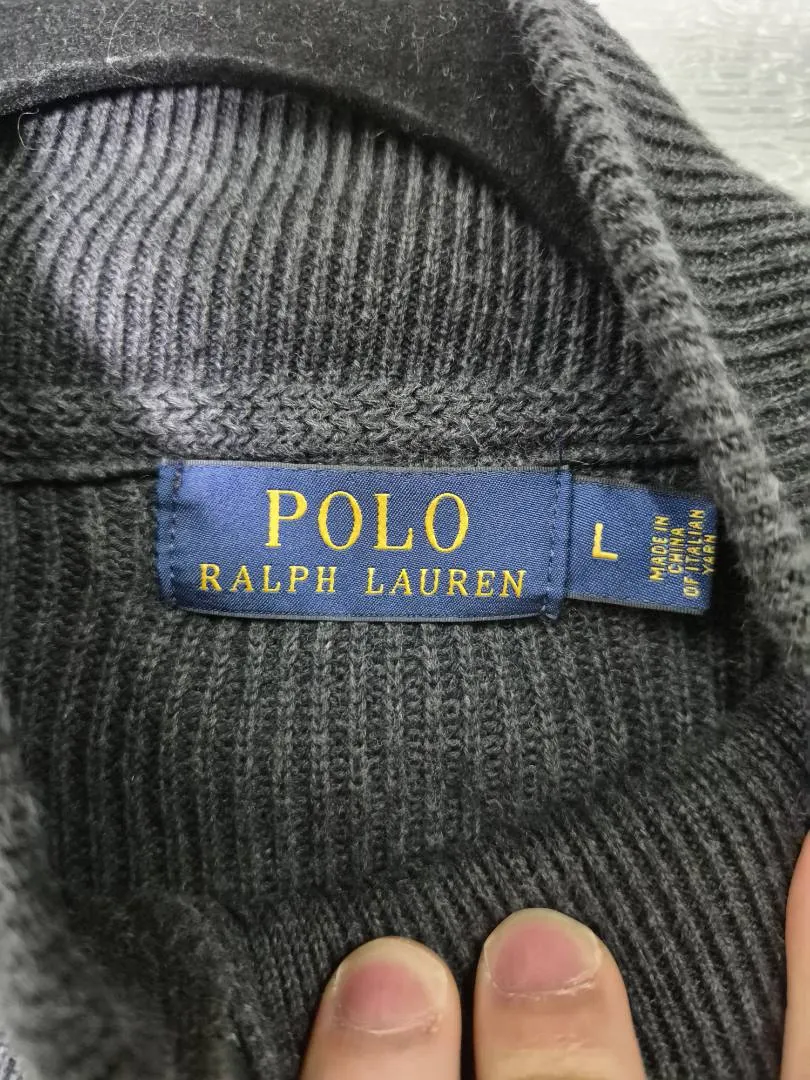 POLO
RALPH LAUREN
L
MADE IN
CHINA
OF ITALIAN
YARN